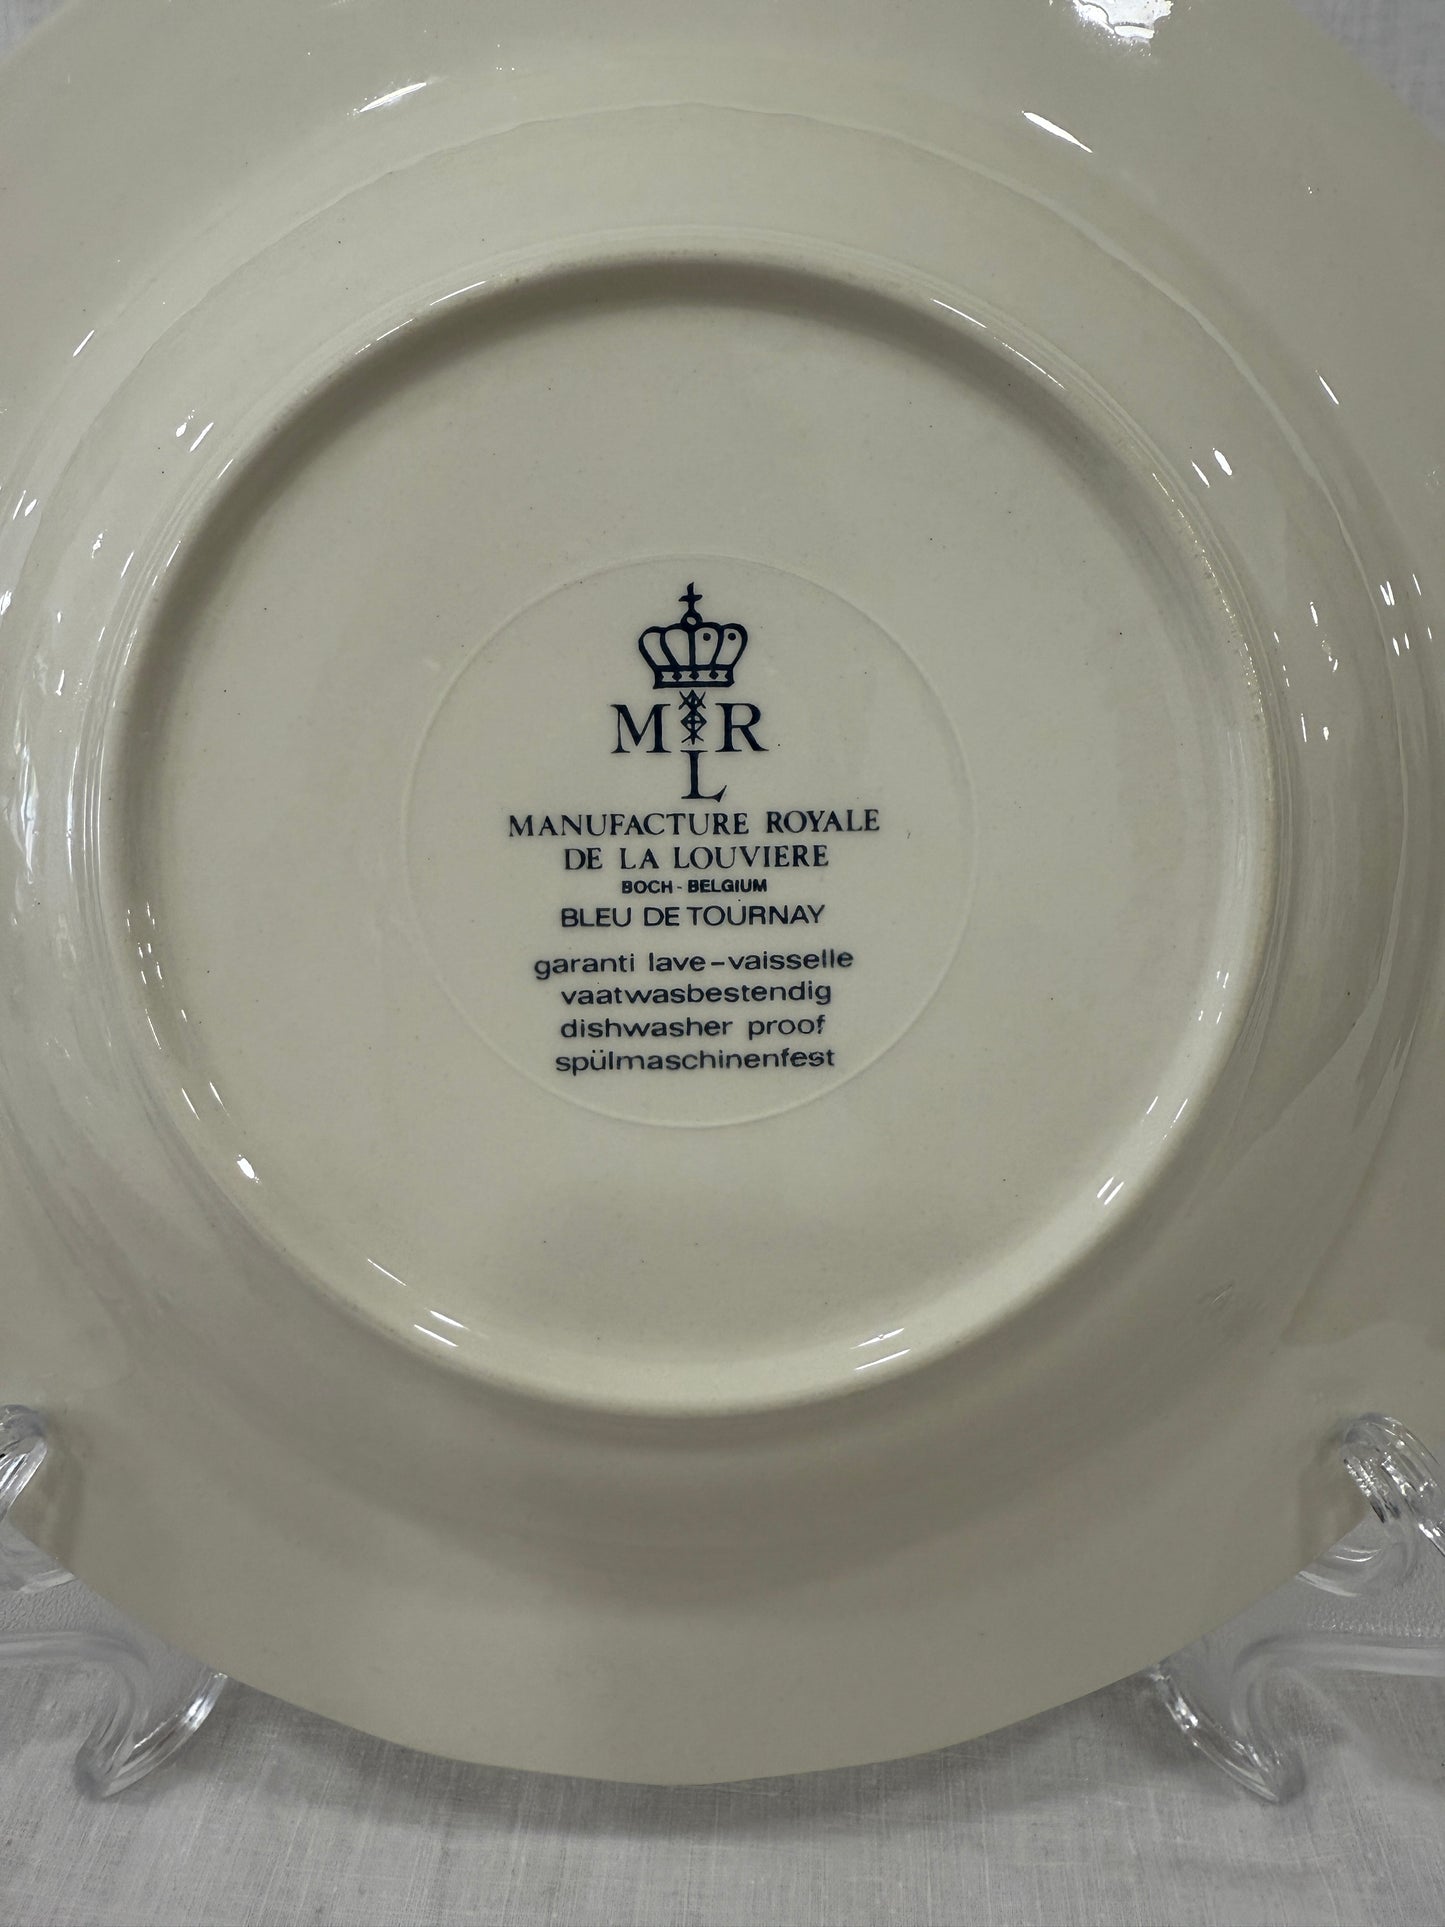 M R
L
MANUFACTURE ROYALE
DE LA LOUVIERE
BOCH - BELGIUM
BLEU DE TOURNAY
garanti lave-vaisselle
vaatwasbestendig
dishwasher proof
spülmaschinenfest